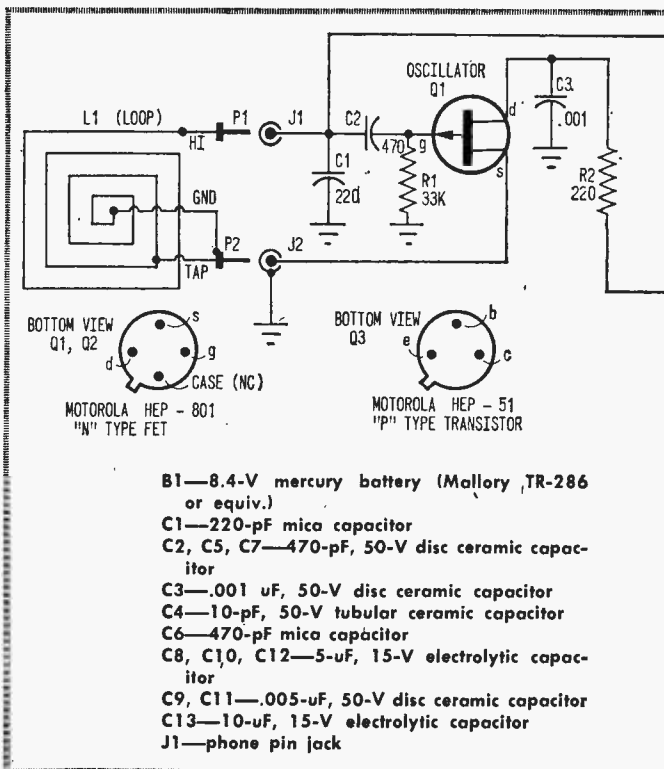 OSCILLATOR
Q1
d
C3
.001
L1 (LOOP)
P1
J1
C2
HI
470
g
C1
220
R1
33K
s
R2
220
GND
P2
J2
TAP
BOTTOM VIEW
Q1, Q2
s
d
g
CASE (NC)
MOTOROLA HEP - 801
"N" TYPE FET
BOTTOM VIEW
Q3
b
e
c
MOTOROLA HEP - 51
"P" TYPE TRANSISTOR
B1—8.4-V mercury battery (Mallory TR-286
or equiv.)
C1—220-pF mica capacitor
C2, C5, C7—470-pF, 50-V disc ceramic capac-
itor
C3—.001 uF, 50-V disc ceramic capacitor
C4—10-pF, 50-V tubular ceramic capacitor
C6—470-pF mica capacitor
C8, C10, C12—5-uF, 15-V electrolytic capac-
itor
C9, C11—.005-uF, 50-V disc ceramic capacitor
C13—10-uF, 15-V electrolytic capacitor
J1—phone pin jack